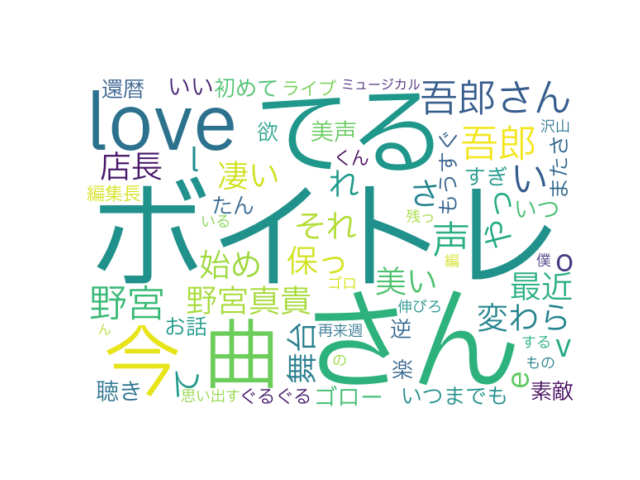 還暦 いい 初めて ライブ ミュージカル
love てる 吾郎さん
欲 美声 吾郎 沢山
店長 l 凄い くん もうすぐ またさ
編集長 たん れ さ すぎ い
いる 残っ やっ いつ
ボイトレ
それ 声
始め 保っ ゴロ 編 僕 o
野宮 野宮真貴 美い 最近
ん お話 伸びろ 変わら
今 曲 さん
舞台 再来週 逆 する v
て の 楽 もの e
聴き 思い出す ぐるぐる ゴロー いつまでも 素敵